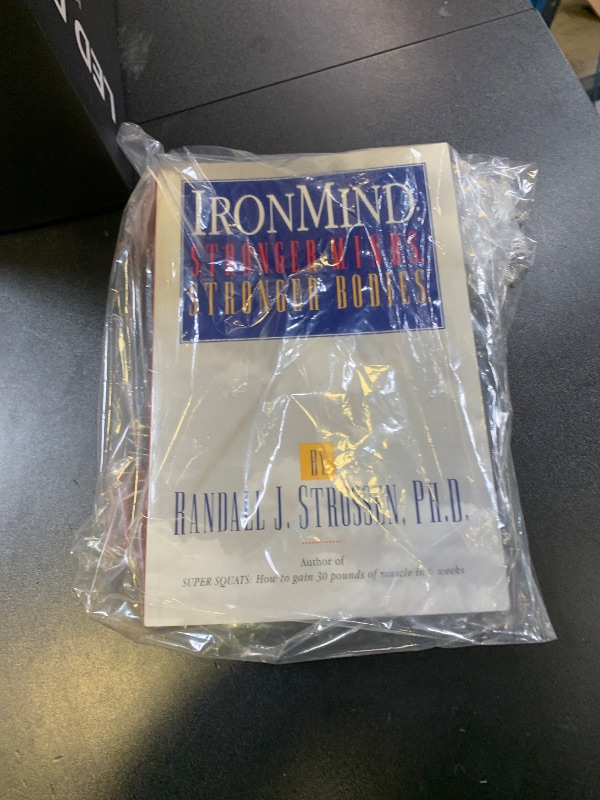 LED
IRONMIND
STRONGER MINDS,
STRONGER BODIES
BY
RANDALL J. STROSSEN, PH.D.
Author of
SUPER SQUATS: How to gain 30 pounds of muscle in 6 weeks